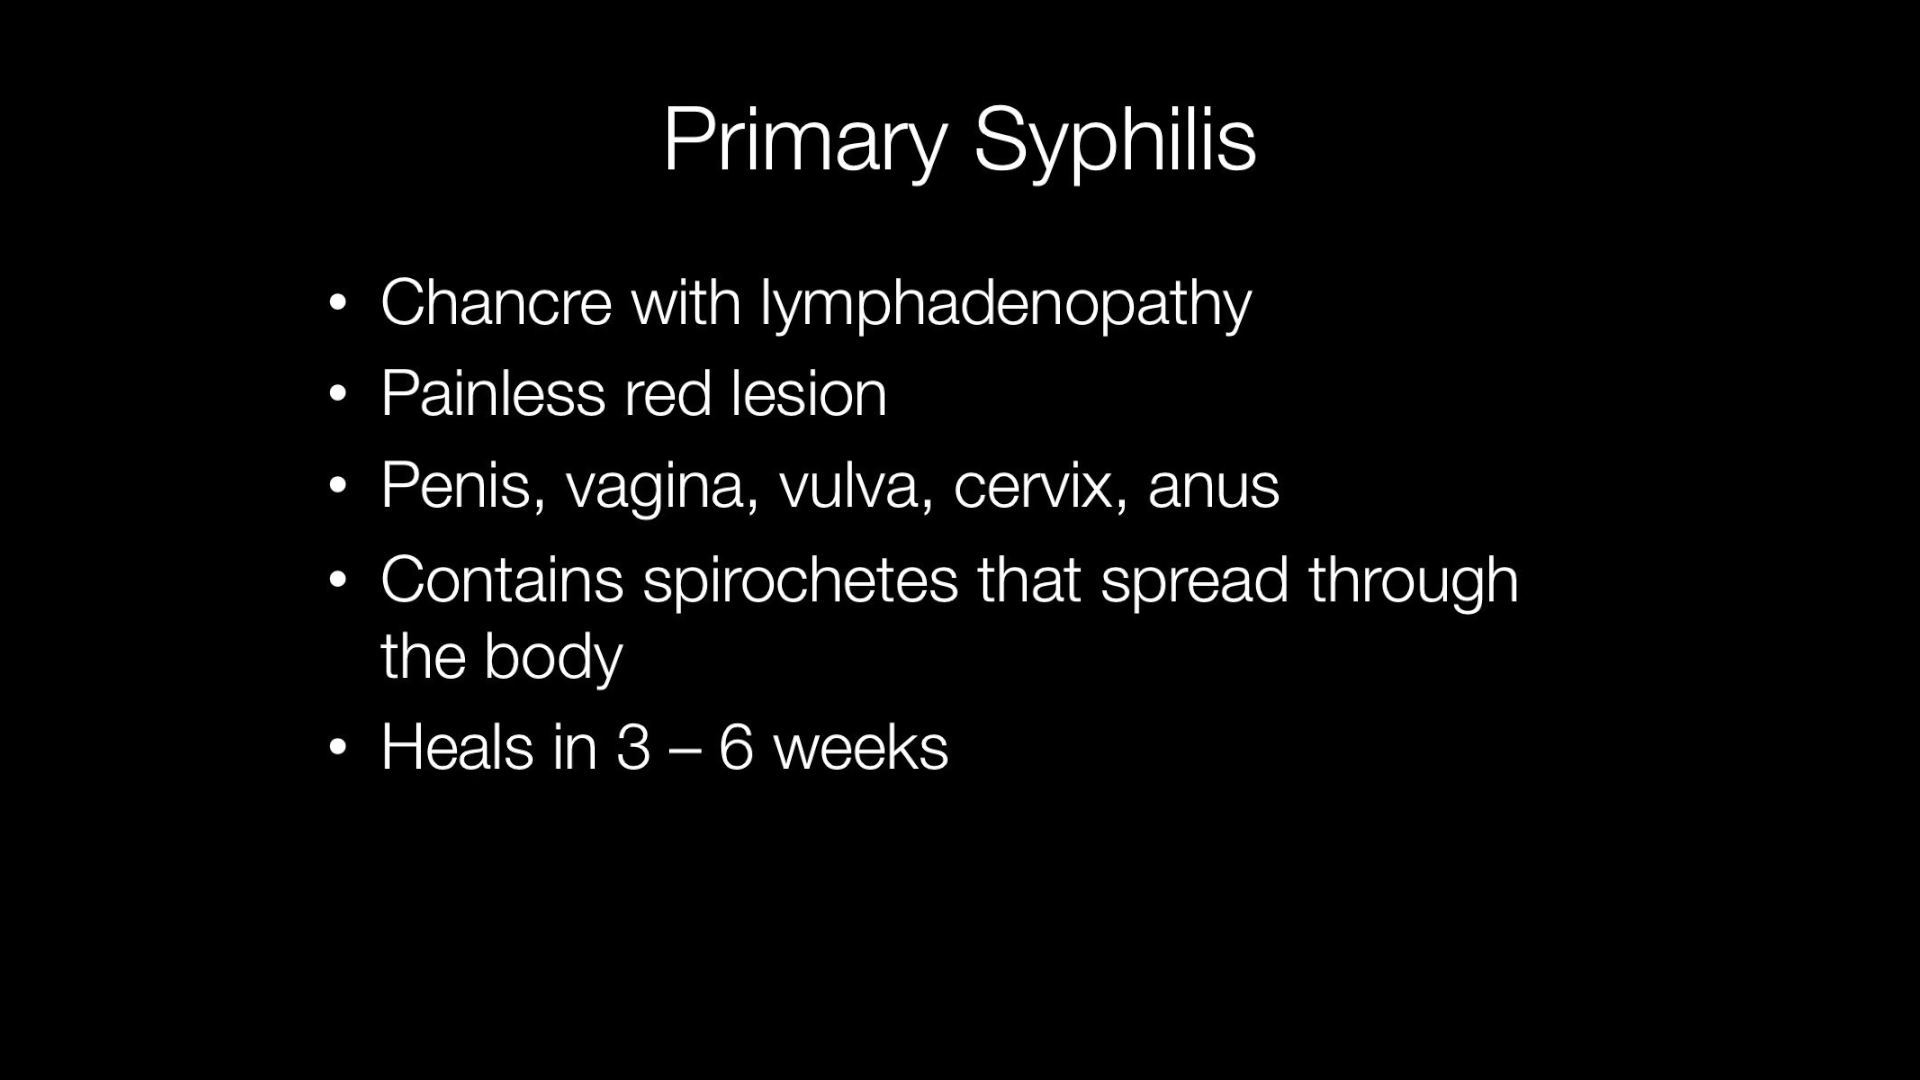 Primary Syphilis
• Chancre with lymphadenopathy
• Painless red lesion
• Penis, vagina, vulva, cervix, anus
• Contains spirochetes that spread through
the body
• Heals in 3 – 6 weeks